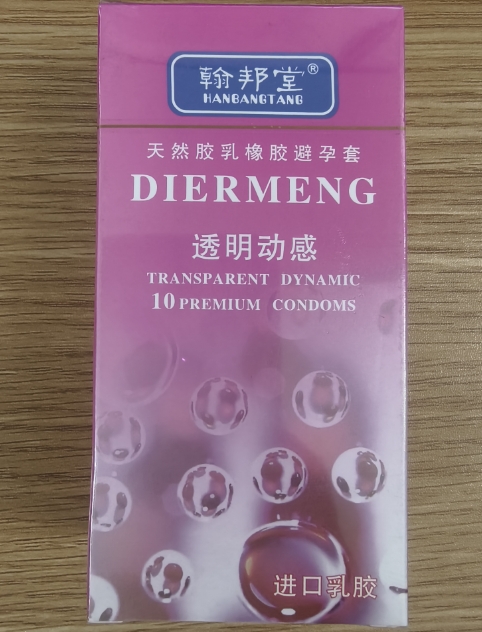 翰邦堂®
HANBANGTANG
天然胶乳橡胶避孕套
DIERMENG
透明动感
TRANSPARENT DYNAMIC
10 PREMIUM CONDOMS
进口乳胶